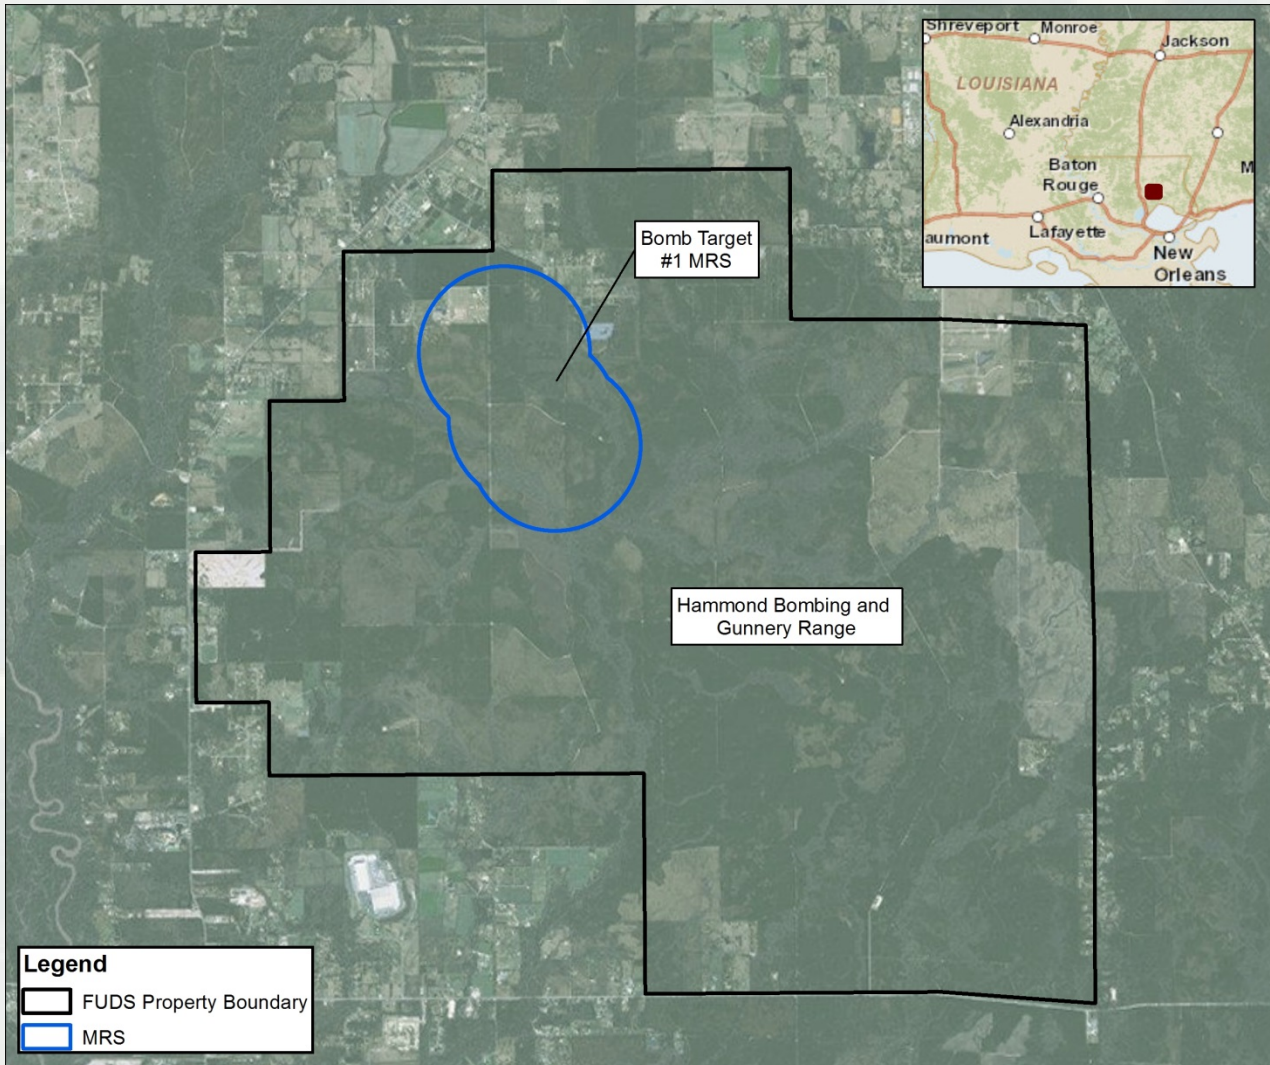 Shreveport
Monroe
Jackson
LOUISIANA
Alexandria
Baton
Rouge
M
aumont
Lafayette
New
Orleans
Bomb Target
#1 MRS
Hammond Bombing and
Gunnery Range
Legend
FUDS Property Boundary
MRS